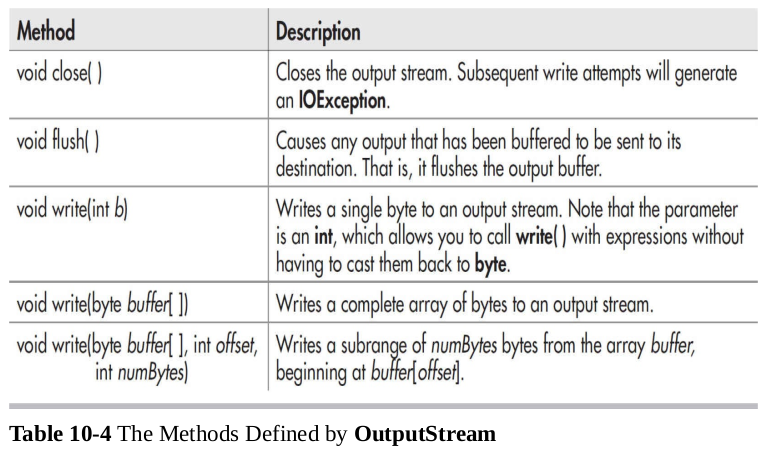 Method Description
void close( ) Closes the output stream. Subsequent write attempts will generate
an IOException.
void flush( ) Causes any output that has been buffered to be sent to its
destination. That is, it flushes the output buffer.
void write(int b) Writes a single byte to an output stream. Note that the parameter
is an int, which allows you to call write( ) with expressions without
having to cast them back to byte.
void write(byte buffer[ ]) Writes a complete array of bytes to an output stream.
void write(byte buffer[ ], int offset, Writes a subrange of numBytes bytes from the array buffer,
int numBytes) beginning at buffer[offset].
Table 10-4 The Methods Defined by OutputStream